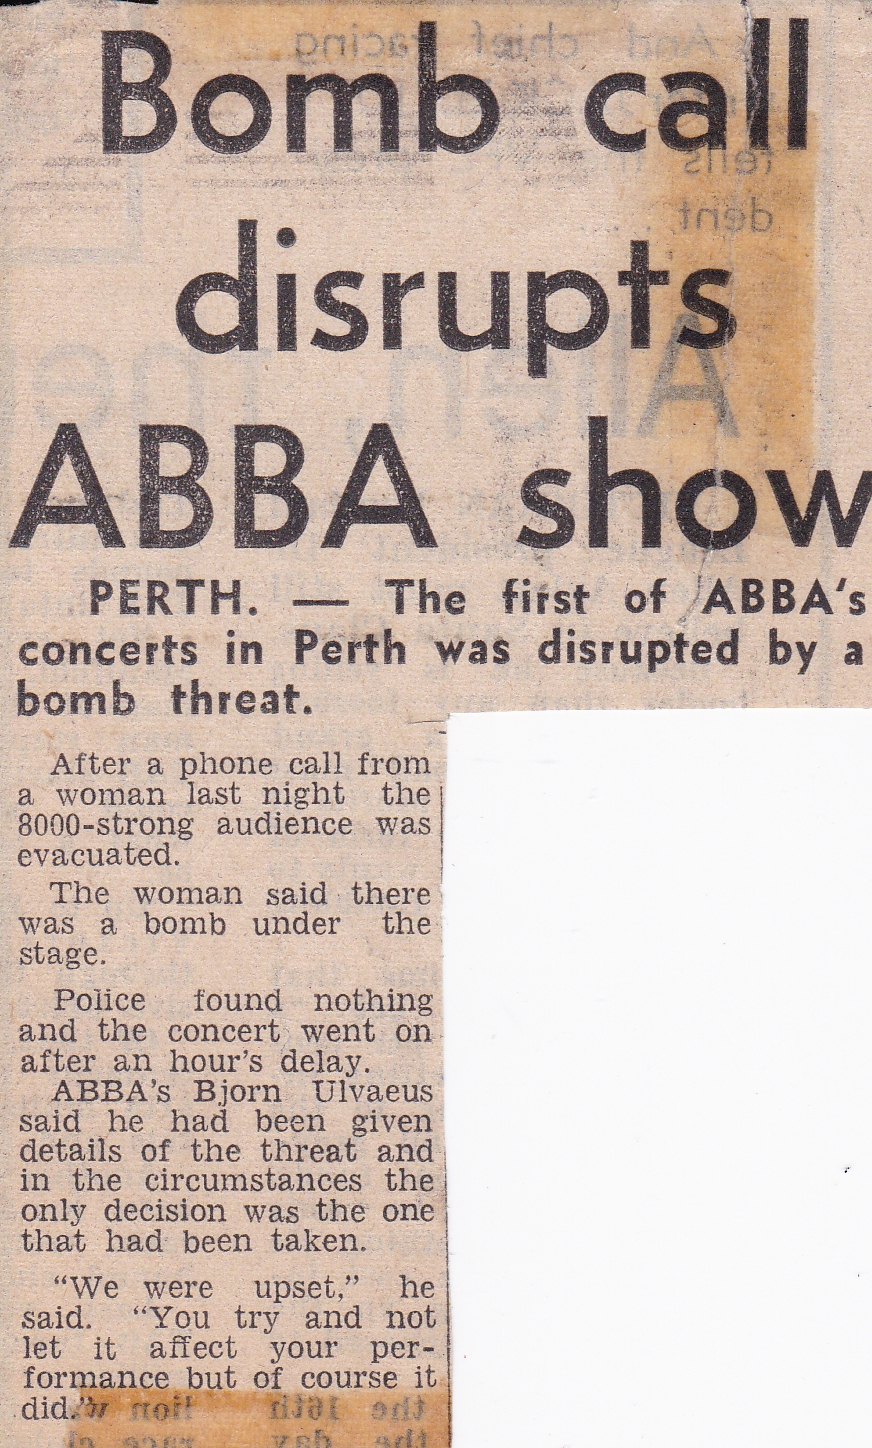 Bomb call
disrupts
ABBA show
PERTH. — The first of ABBA's
concerts in Perth was disrupted by a
bomb threat.
After a phone call from
a woman last night the
8000-strong audience was
evacuated.
The woman said there
was a bomb under the
stage.
Police found nothing
and the concert went on
after an hour's delay.
ABBA's Bjorn Ulvaeus
said he had been given
details of the threat and
in the circumstances the
only decision was the one
that had been taken.
"We were upset," he
said. "You try and not
let it affect your per-
formance but of course it
did."